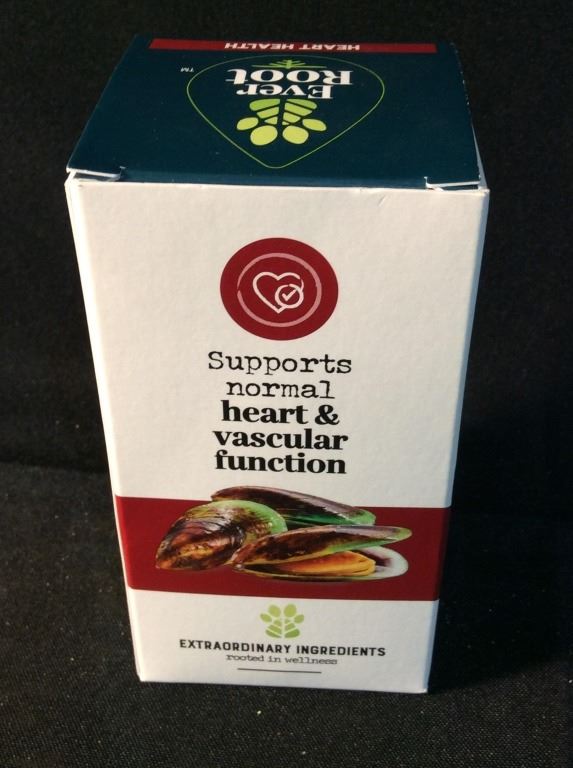 HEART HEALTH
Ever
ROOT
TM
Supports
normal
heart &
vascular
function
EXTRAORDINARY INGREDIENTS
rooted in wellness